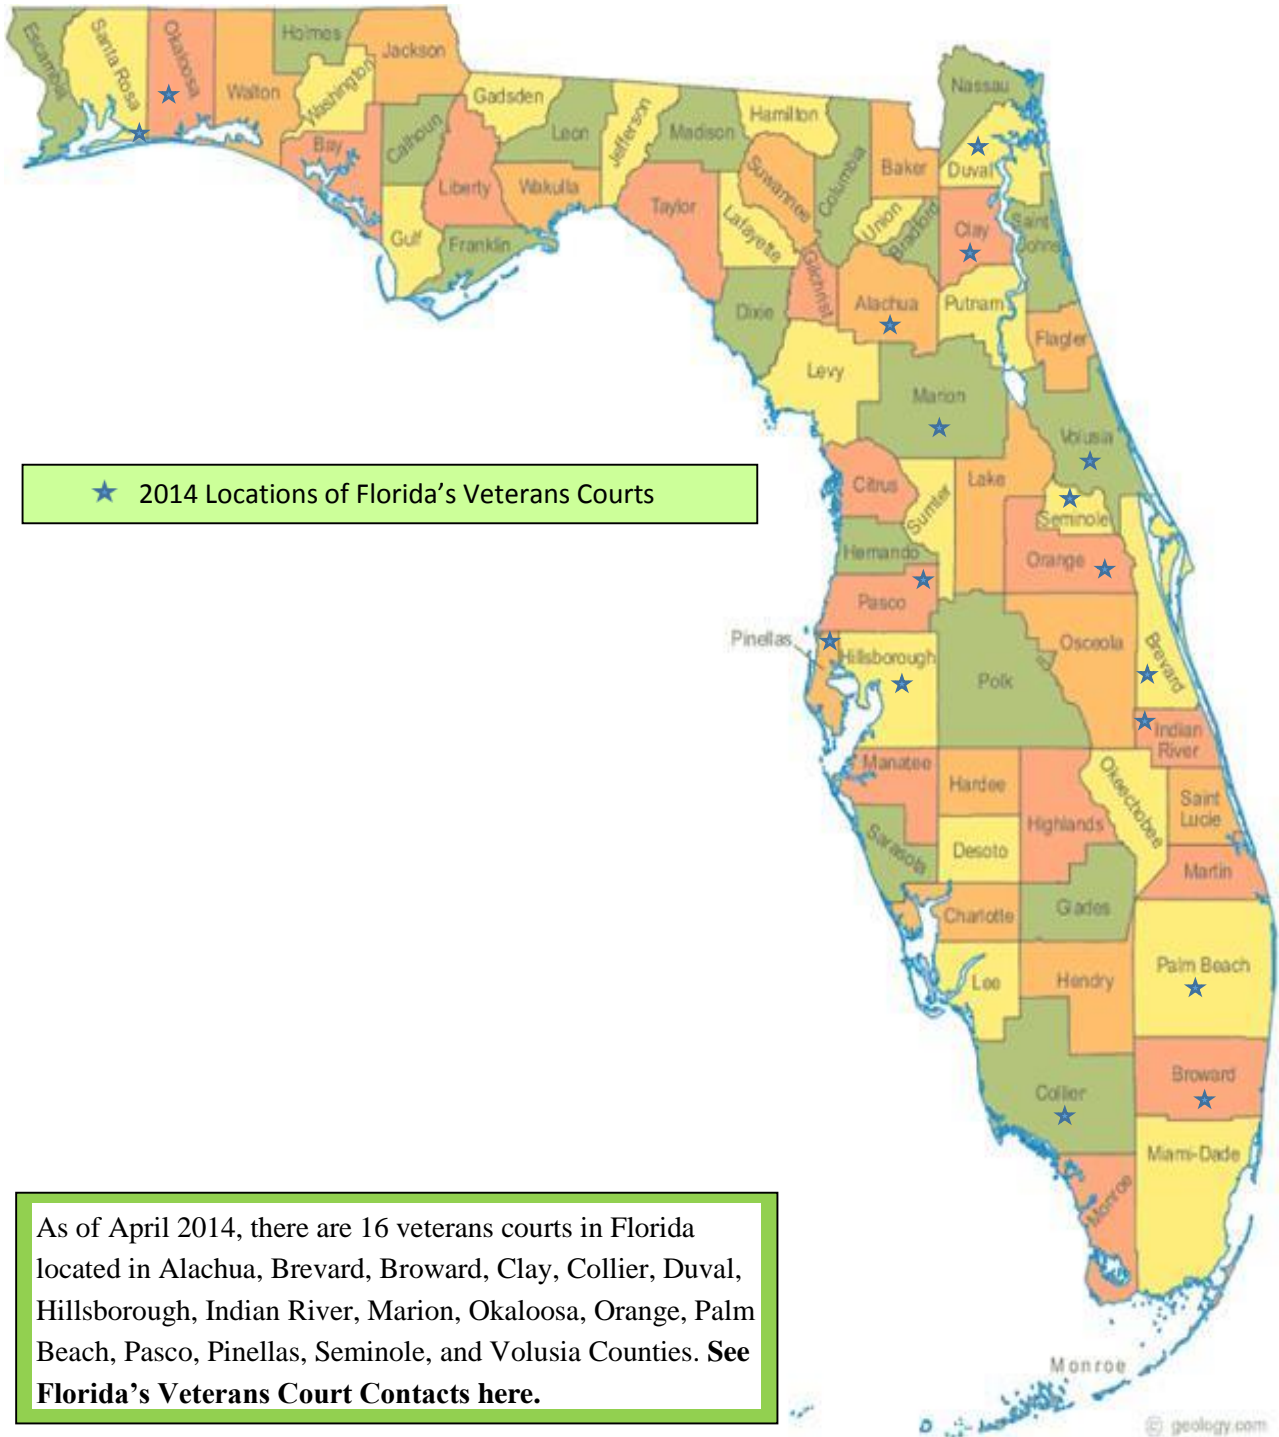 Escambia
Santa Rosa
Okaloosa
Walton
Holmes
Washington
Jackson
Bay
Calhoun
Gulf
Liberty
Gadsden
Franklin
Leon
Wakulla
Jefferson
Madison
Taylor
Hamilton
Suwannee
Lafayette
Dixie
Columbia
Gilchrist
Baker
Union
Bradford
Nassau
Duval
Clay
Saint
Johns
Alachua
Putnam
Flagler
Levy
Marion
Volusia
★ 2014 Locations of Florida’s Veterans Courts
Citrus
Sumter
Lake
Seminole
Hernando
Orange
Pasco
Pinellas
Hillsborough
Polk
Osceola
Brevard
Indian
River
Manatee
Hardee
Highlands
Okeechobee
Saint
Lucie
Sarasota
Desoto
Martin
Charlotte
Glades
Lee
Hendry
Palm Beach
Collier
Broward
Miami-Dade
Monroe
As of April 2014, there are 16 veterans courts in Florida
located in Alachua, Brevard, Broward, Clay, Collier, Duval,
Hillsborough, Indian River, Marion, Okaloosa, Orange, Palm
Beach, Pasco, Pinellas, Seminole, and Volusia Counties. See
Florida’s Veterans Court Contacts here.
Monroe
© geology.com